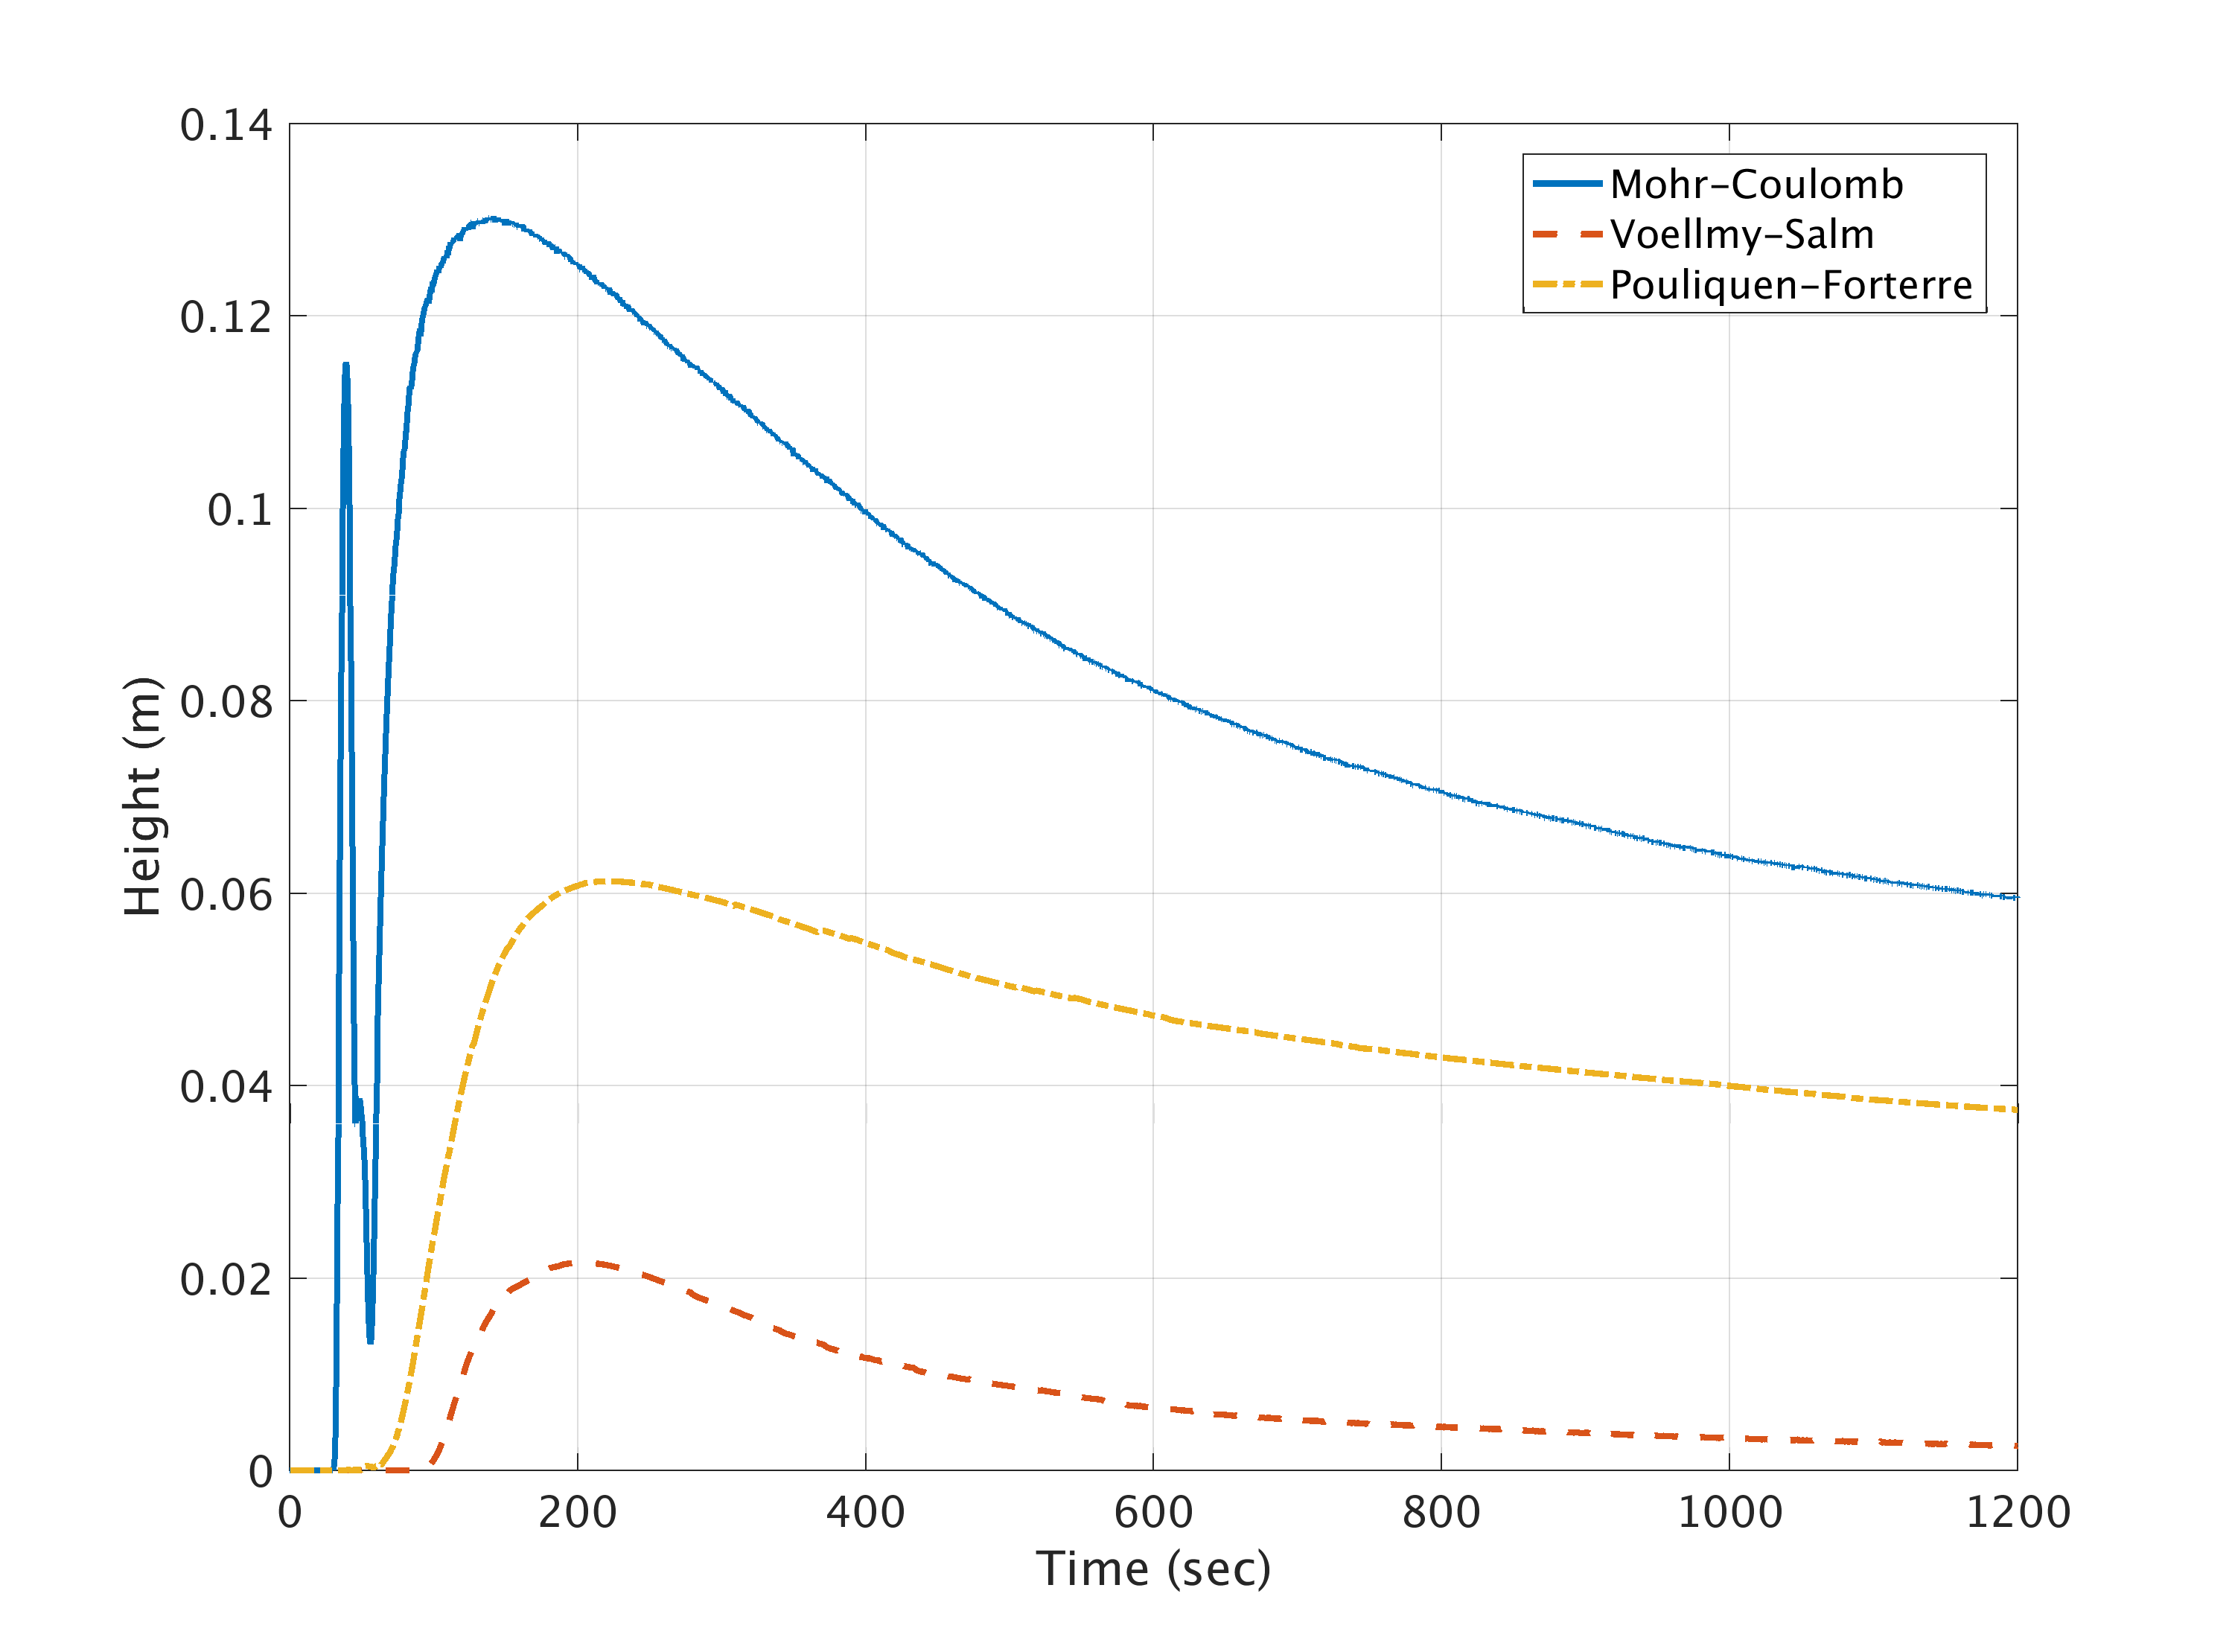 0.14
0.12
0.1
0.08
0.06
0.04
0.02
0
Height (m)
Mohr-Coulomb
Voellmy-Salm
Pouliquen-Forterre
0 200 400 600 800 1000 1200
Time (sec)